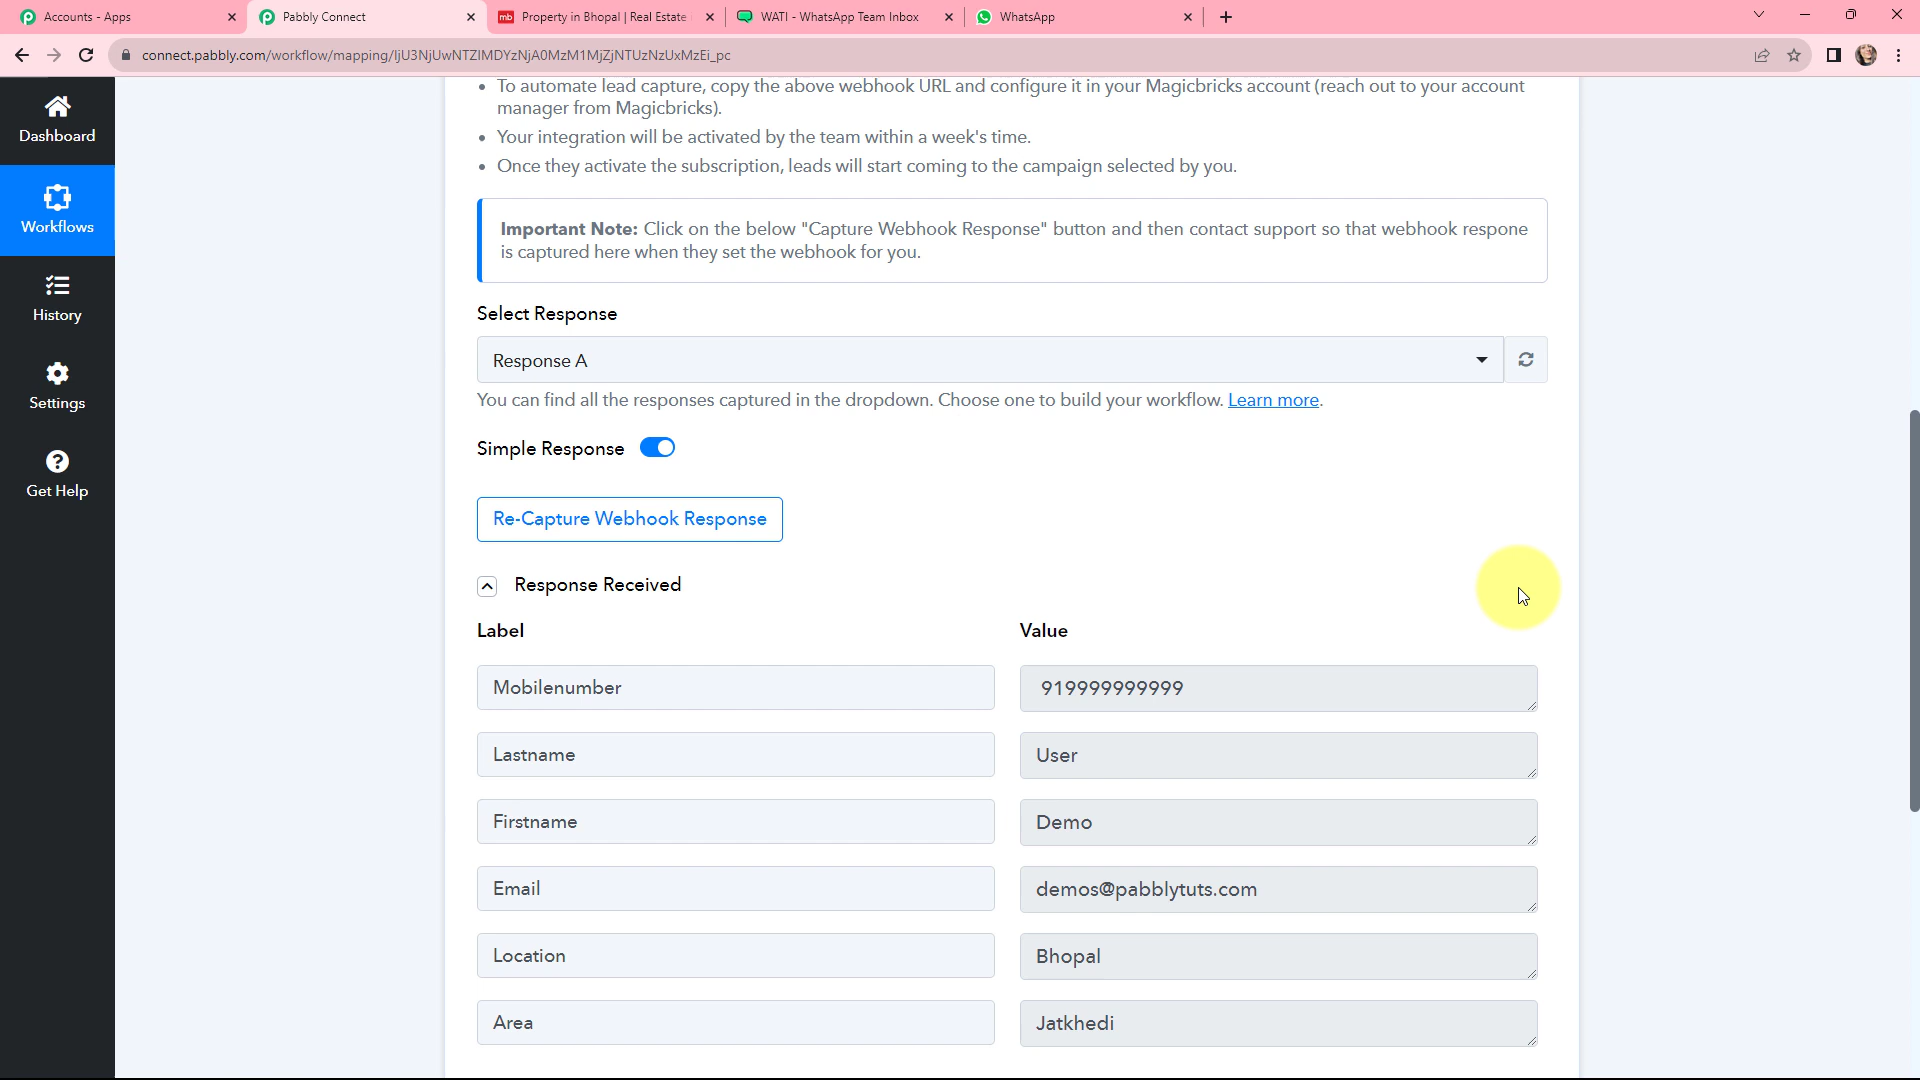 Accounts - Apps
Pabbly Connect
mb Property in Bhopal | Real Estate
WATI - WhatsApp Team Inbox
WhatsApp
connect.pabbly.com/workflow/mapping/IjU3NjUwNTZlMDYzNjA0MzM1MjZjNTUzNzUxMzEi_pc
Dashboard
Workflows
History
Settings
Get Help
• To automate lead capture, copy the above webhook URL and configure it in your Magicbricks account (reach out to your account
manager from Magicbricks).
• Your integration will be activated by the team within a week's time.
• Once they activate the subscription, leads will start coming to the campaign selected by you.
Important Note: Click on the below "Capture Webhook Response" button and then contact support so that webhook respone
is captured here when they set the webhook for you.
Select Response
Response A
You can find all the responses captured in the dropdown. Choose one to build your workflow. Learn more.
Simple Response
Re-Capture Webhook Response
Response Received
Label Value
Mobilenumber 919999999999
Lastname User
Firstname Demo
Email demos@pabblytuts.com
Location Bhopal
Area Jatkhedi